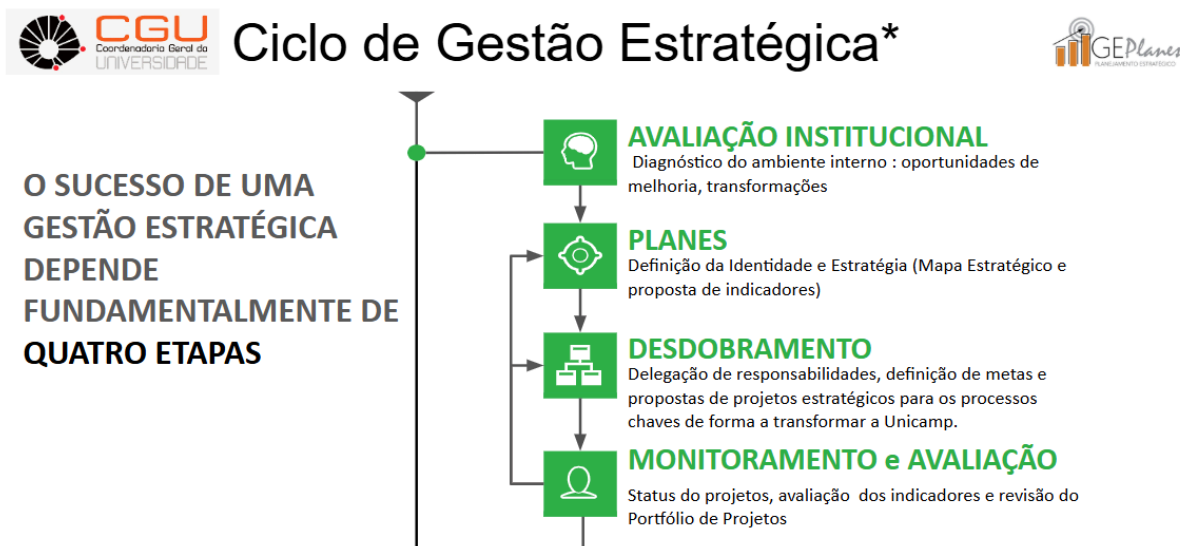 CGU
Coordenadoria Geral da
UNIVERSIDADE
Ciclo de Gestão Estratégica*
GEPlanes
PLANEJAMENTO ESTRATÉGICO
O SUCESSO DE UMA
GESTÃO ESTRATÉGICA
DEPENDE
FUNDAMENTALMENTE DE
QUATRO ETAPAS
AVALIAÇÃO INSTITUCIONAL
Diagnóstico do ambiente interno : oportunidades de
melhoria, transformações
PLANES
Definição da Identidade e Estratégia (Mapa Estratégico e
proposta de indicadores)
DESDOBRAMENTO
Delegação de responsabilidades, definição de metas e
propostas de projetos estratégicos para os processos
chaves de forma a transformar a Unicamp.
MONITORAMENTO e AVALIAÇÃO
Status do projetos, avaliação dos indicadores e revisão do
Portfólio de Projetos